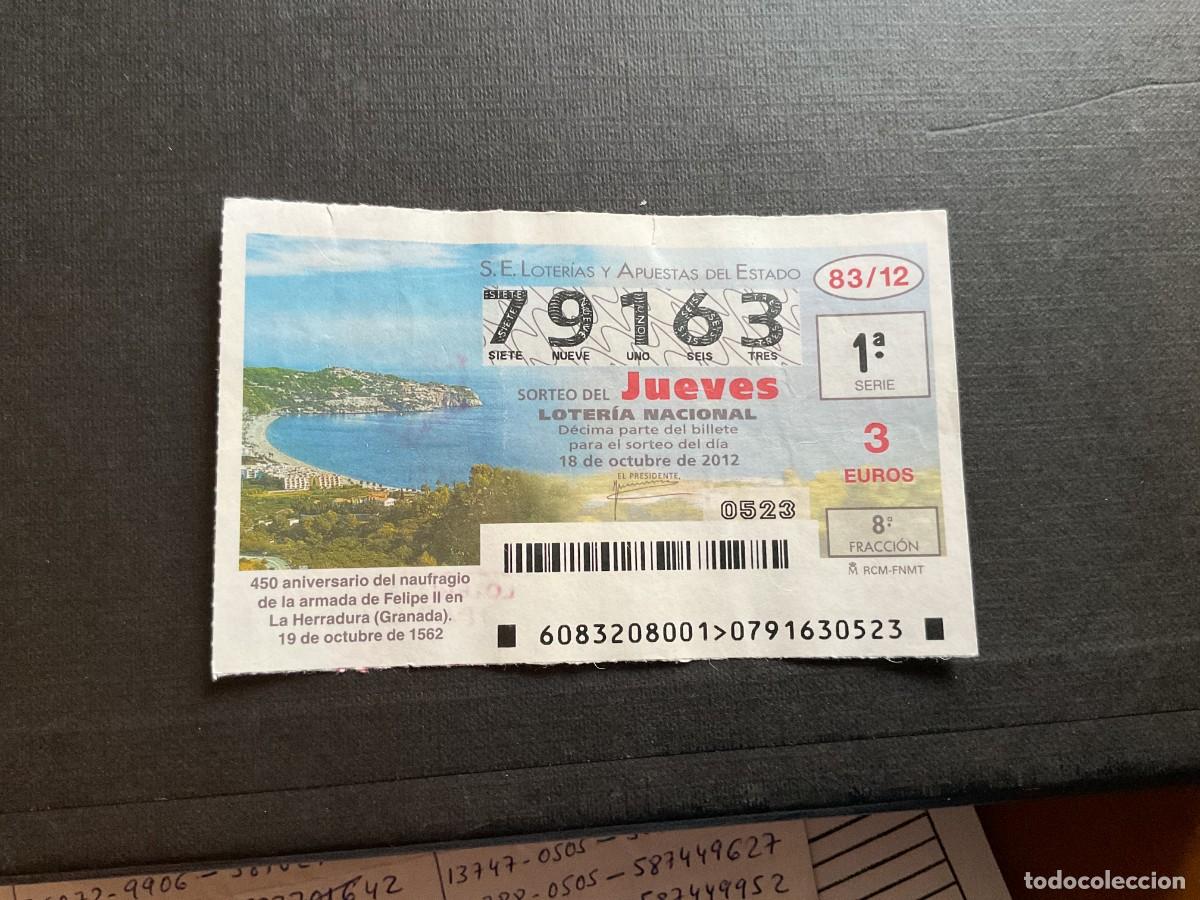 S.E. LOTERÍAS Y APUESTAS DEL ESTADO
83/12
79163
SIETE NUEVE UNO SEIS TRES
1ª
SERIE
SORTEO DEL Jueves
LOTERÍA NACIONAL
Décima parte del billete
para el sorteo del día
18 de octubre de 2012
EL PRESIDENTE,
3
EUROS
0523
8ª
FRACCIÓN
RCM-FNMT
450 aniversario del naufragio
de la armada de Felipe II en
La Herradura (Granada).
19 de octubre de 1562
6083208001>0791630523
13747-0505 –
-9906 –
587449627
-0505 –
587449952
todocoleccion